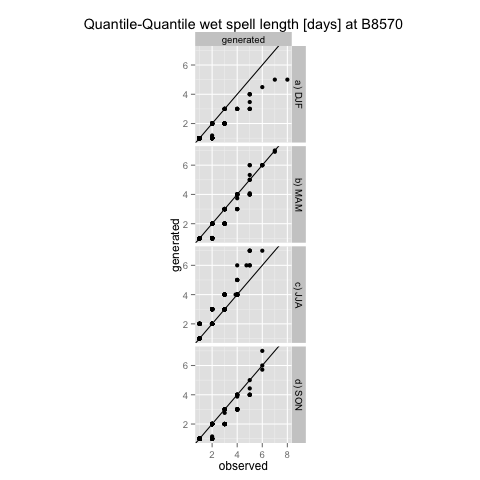 Quantile-Quantile wet spell length [days] at B8570
generated
generated
6
4
2
a) DJF
6
4
2
b) MAM
6
4
2
c) JJA
6
4
2
d) SON
2 4 6 8
observed